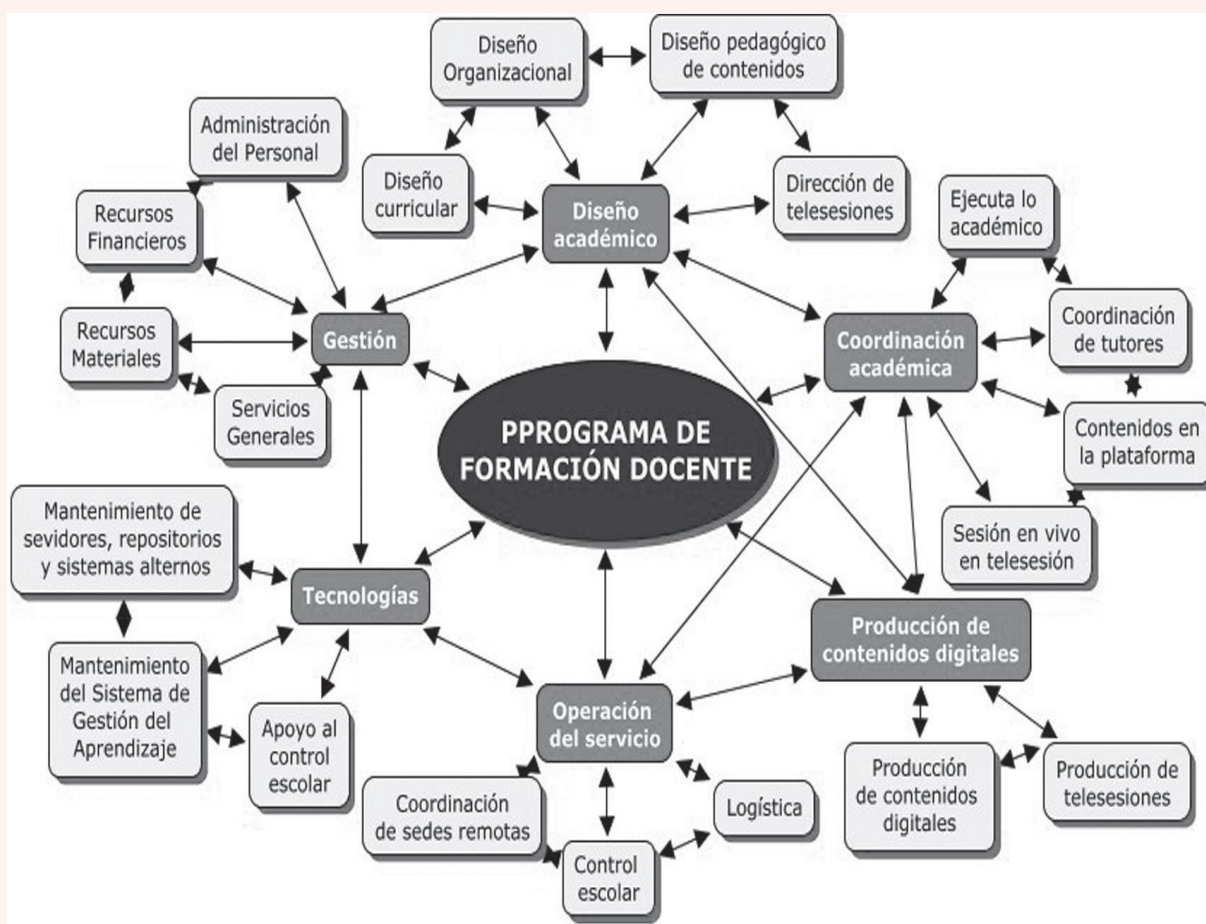 Diseño
Organizacional
Diseño pedagógico
de contenidos
Administración
del Personal
Diseño
curricular
Diseño
académico
Dirección de
telesesiones
Ejecuta lo
académico
Recursos
Financieros
Recursos
Materiales
Gestión
Coordinación
académica
Coordinación
de tutores
Servicios
Generales
PPROGRAMA DE
FORMACIÓN DOCENTE
Contenidos en
la plataforma
Mantenimiento de
sevidores, repositorios
y sistemas alternos
Sesión en vivo
en telesesión
Tecnologías
Producción de
contenidos digitales
Mantenimiento
del Sistema de
Gestión del
Aprendizaje
Apoyo al
control
escolar
Operación
del servicio
Coordinación
de sedes remotas
Logística
Control
escolar
Producción
de contenidos
digitales
Producción de
telesesiones